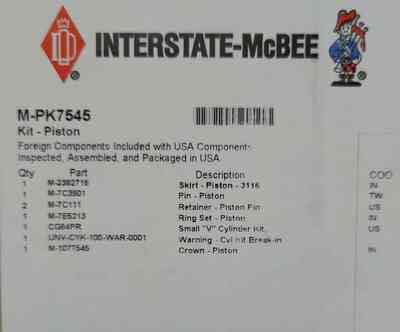 INTERSTATE-McBEE
M-PK7545
Kit - Piston
Foreign Components Included with USA Components
Inspected, Assembled, and Packaged in USA
Qty Part Description COO
1 M-2382716 Skirt - Piston - 3116 IN
1 M-7C3501 Pin - Piston TW
2 M-7C111 Retainer - Piston Pin US
1 M-7E5213 Ring Set - Piston IN
1 CG64PR Small "V" Cylinder Kit, US
1 UNV-CYK-100-WAR-0001 Warning - Cyl Kit Break-in
1 M-1077545 Crown - Piston IN